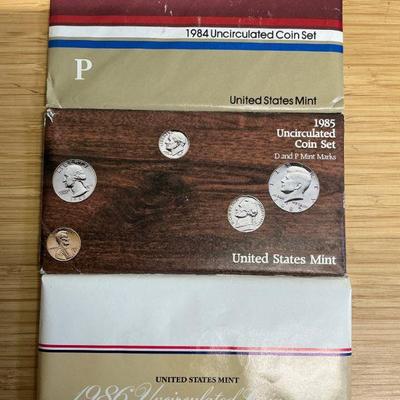 1984 Uncirculated Coin Set
P
United States Mint
1985
Uncirculated
Coin Set
D and P Mint Marks
United States Mint
UNITED STATES MINT
1986 Uncirculated